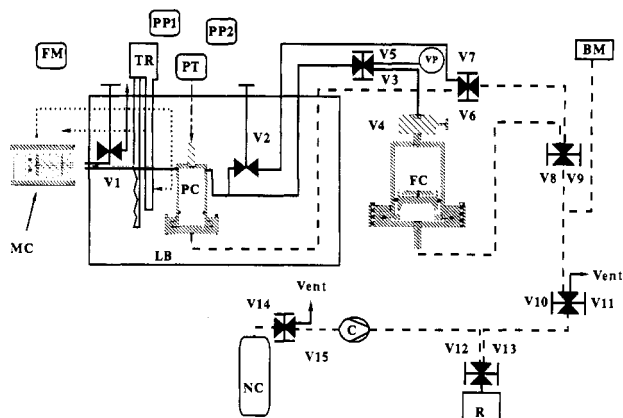 PP1
PP2
FM
TR
PT
V5
VP
V7
BM
V3
V6
V4
V2
V1
PC
FC
V8 V9
MC
LB
Vent
Vent
V14
V10 V11
C
V15
V12 V13
NC
R